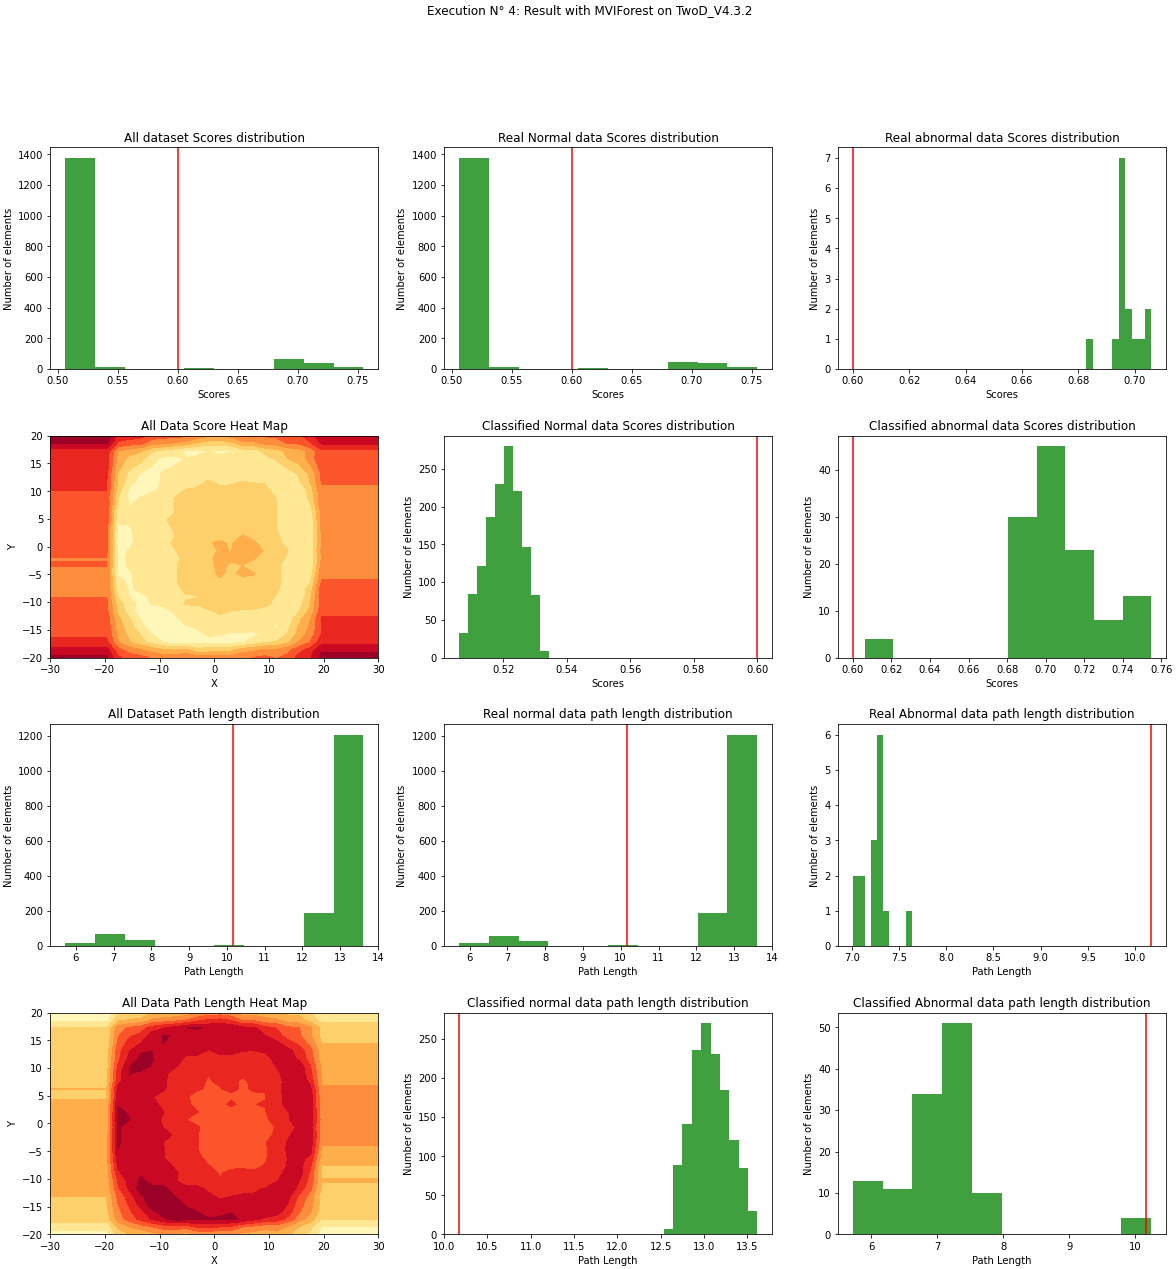 Execution N° 4: Result with MVIForest on TwoD_V4.3.2
All dataset Scores distribution
Number of elements
1400
1200
1000
800
600
400
200
0
0.50 0.55 0.60 0.65 0.70 0.75
Scores
Real Normal data Scores distribution
Number of elements
1400
1200
1000
800
600
400
200
0
0.50 0.55 0.60 0.65 0.70 0.75
Scores
Real abnormal data Scores distribution
Number of elements
7
6
5
4
3
2
1
0
0.60 0.62 0.64 0.66 0.68 0.70
Scores
All Data Score Heat Map
Y
20
15
10
5
0
−5
−10
−15
−20
−30 −20 −10 0 10 20 30
X
Classified Normal data Scores distribution
Number of elements
250
200
150
100
50
0
0.52 0.54 0.56 0.58 0.60
Scores
Classified abnormal data Scores distribution
Number of elements
40
30
20
10
0
0.60 0.62 0.64 0.66 0.68 0.70 0.72 0.74 0.76
Scores
All Dataset Path length distribution
Number of elements
1200
1000
800
600
400
200
0
6 7 8 9 10 11 12 13 14
Path Length
Real normal data path length distribution
Number of elements
1200
1000
800
600
400
200
0
6 7 8 9 10 11 12 13 14
Path Length
Real Abnormal data path length distribution
Number of elements
6
5
4
3
2
1
0
7.0 7.5 8.0 8.5 9.0 9.5 10.0
Path Length
All Data Path Length Heat Map
Y
20
15
10
5
0
−5
−10
−15
−20
−30 −20 −10 0 10 20 30
X
Classified normal data path length distribution
Number of elements
250
200
150
100
50
0
10.0 10.5 11.0 11.5 12.0 12.5 13.0 13.5
Path Length
Classified Abnormal data path length distribution
Number of elements
50
40
30
20
10
0
6 7 8 9 10
Path Length